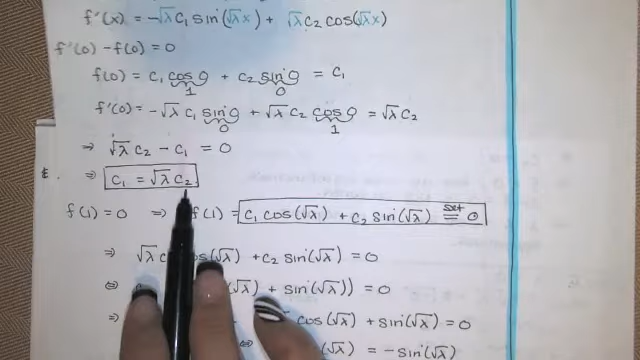 f'(x) = -√λ c₁ sin(√λ x) + √λ c₂ cos(√λ x)
f'(0) - f(0) = 0
f(0) = c₁ cos 0 + c₂ sin 0 = c₁
1 0
f'(0) = -√λ c₁ sin 0 + √λ c₂ cos 0 = √λ c₂
0 1
⇒ √λ c₂ - c₁ = 0
⇒ c₁ = √λ c₂
f(1) = 0 ⇒ f(1) = c₁ cos(√λ) + c₂ sin(√λ) set = 0
⇒ √λ c os(√λ) + c₂ sin(√λ) = 0
⇔ (√λ) + sin(√λ)) = 0
⇒ cos(√λ) + sin(√λ) = 0
⇔ (√λ) = -sin(√λ)